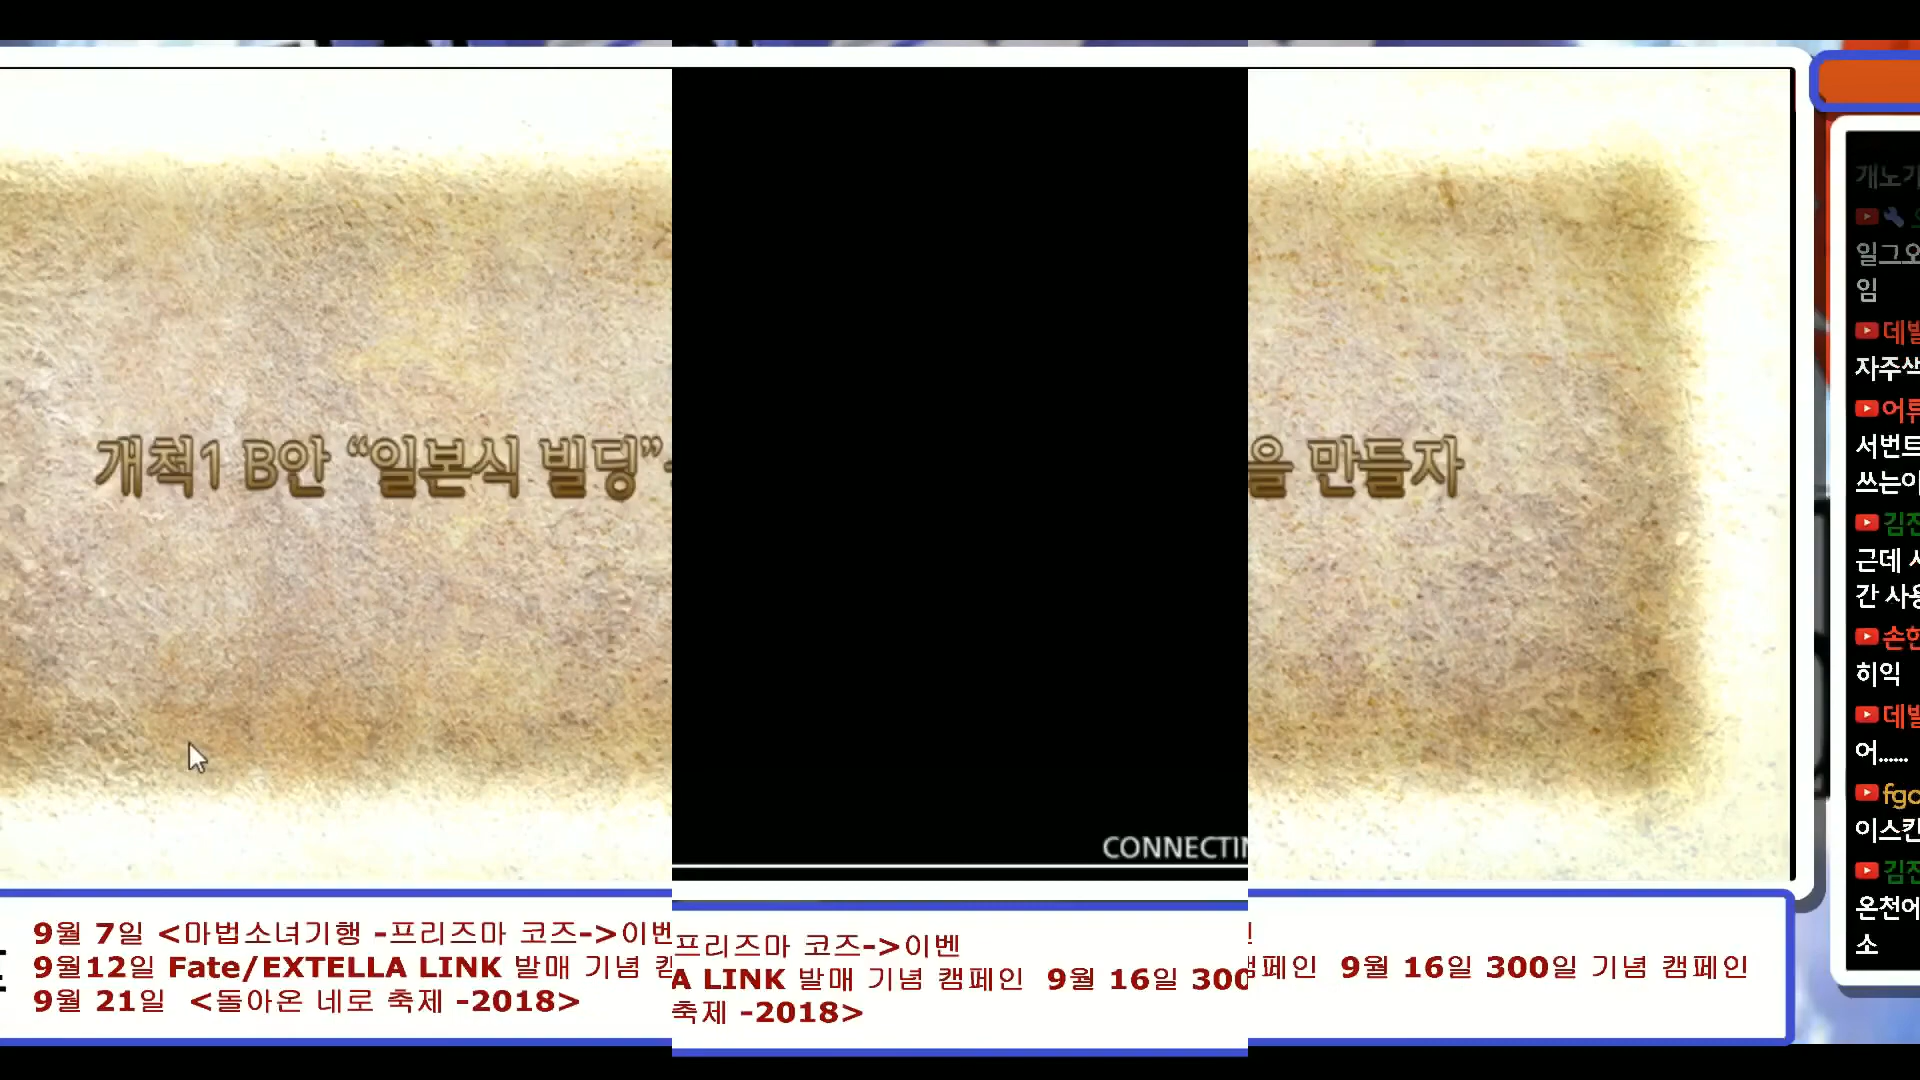 개척1 B안 “일본식 빌딩”
을 만들자
CONNECTIN
9월 7일 <마법소녀기행 -프리즈마 코즈->이벤
9월12일 Fate/EXTELLA LINK 발매 기념 캠
9월 21일 <돌아온 네로 축제 -2018>
프리즈마 코즈->이벤
A LINK 발매 기념 캠페인 9월 16일 300
축제 -2018>
페인 9월 16일 300일 기념 캠페인
개노가
일그오
임
데빌
자주색
어튜
서번트
쓰는이
김진
근데 시
간 사용
손현
히익
데빌
어......
fgo
이스칸
김진
온천에
소